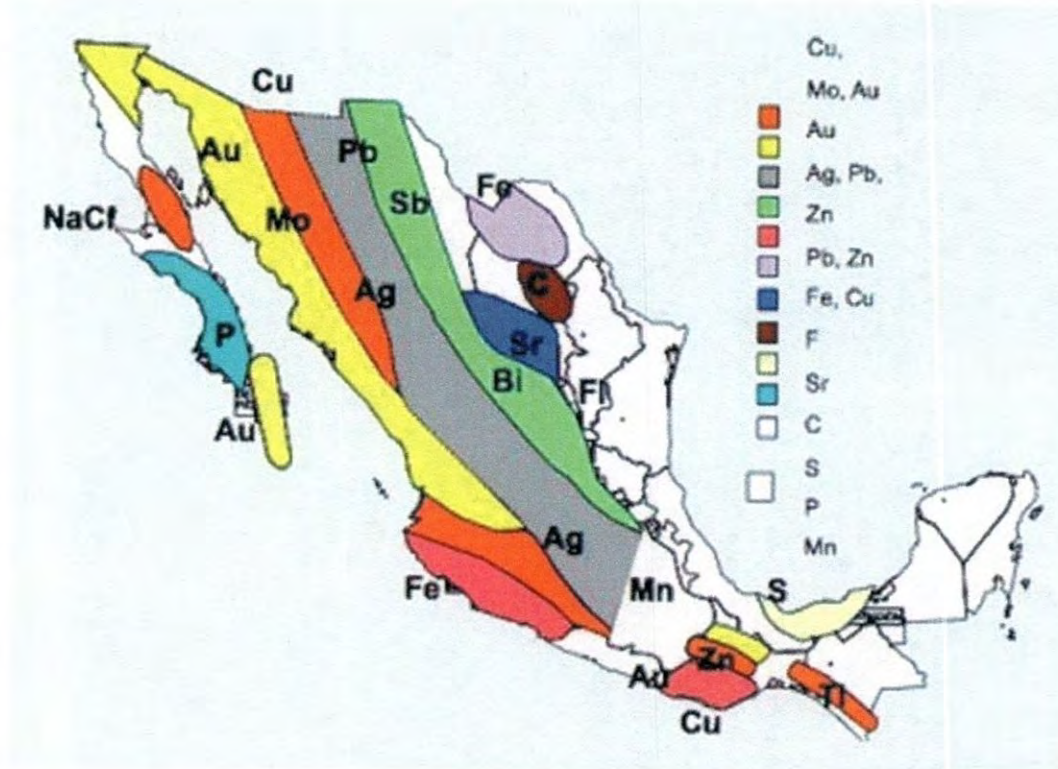 Cu,
Cu
Mo, Au
Au
Au
Pb
Ag, Pb,
Fe
Sb
Zn
NaCf
Mo
Pb, Zn
Ag
C
Fe, Cu
P
Sr
F
Bi
Fl
Sr
Au
C
S
P
Ag
Mn
Fe
Mn
S
Zn
Au
Ti
Cu